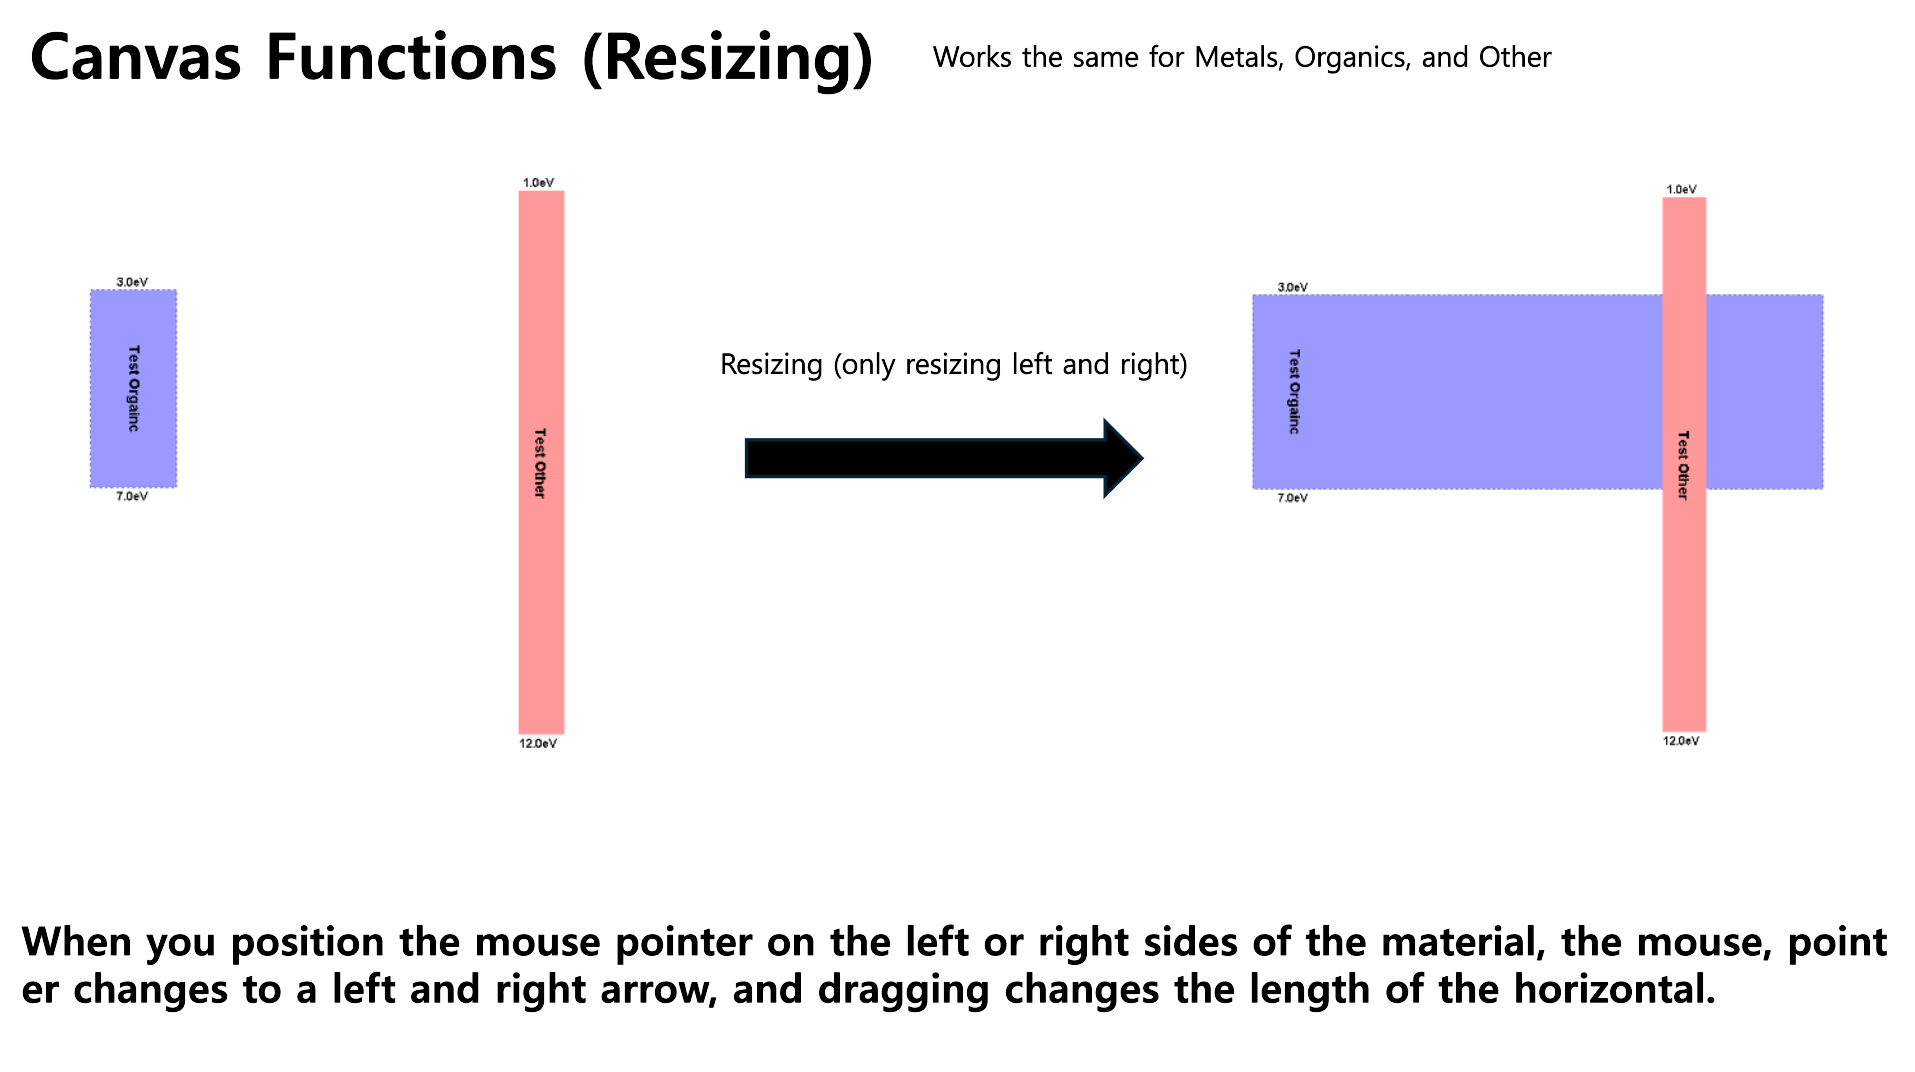 Canvas Functions (Resizing)
Works the same for Metals, Organics, and Other
3.0eV
Test Orgainc
7.0eV
1.0eV
Test Other
12.0eV
Resizing (only resizing left and right)
3.0eV
Test Orgainc
7.0eV
1.0eV
Test Other
12.0eV
When you position the mouse pointer on the left or right sides of the material, the mouse, point
er changes to a left and right arrow, and dragging changes the length of the horizontal.